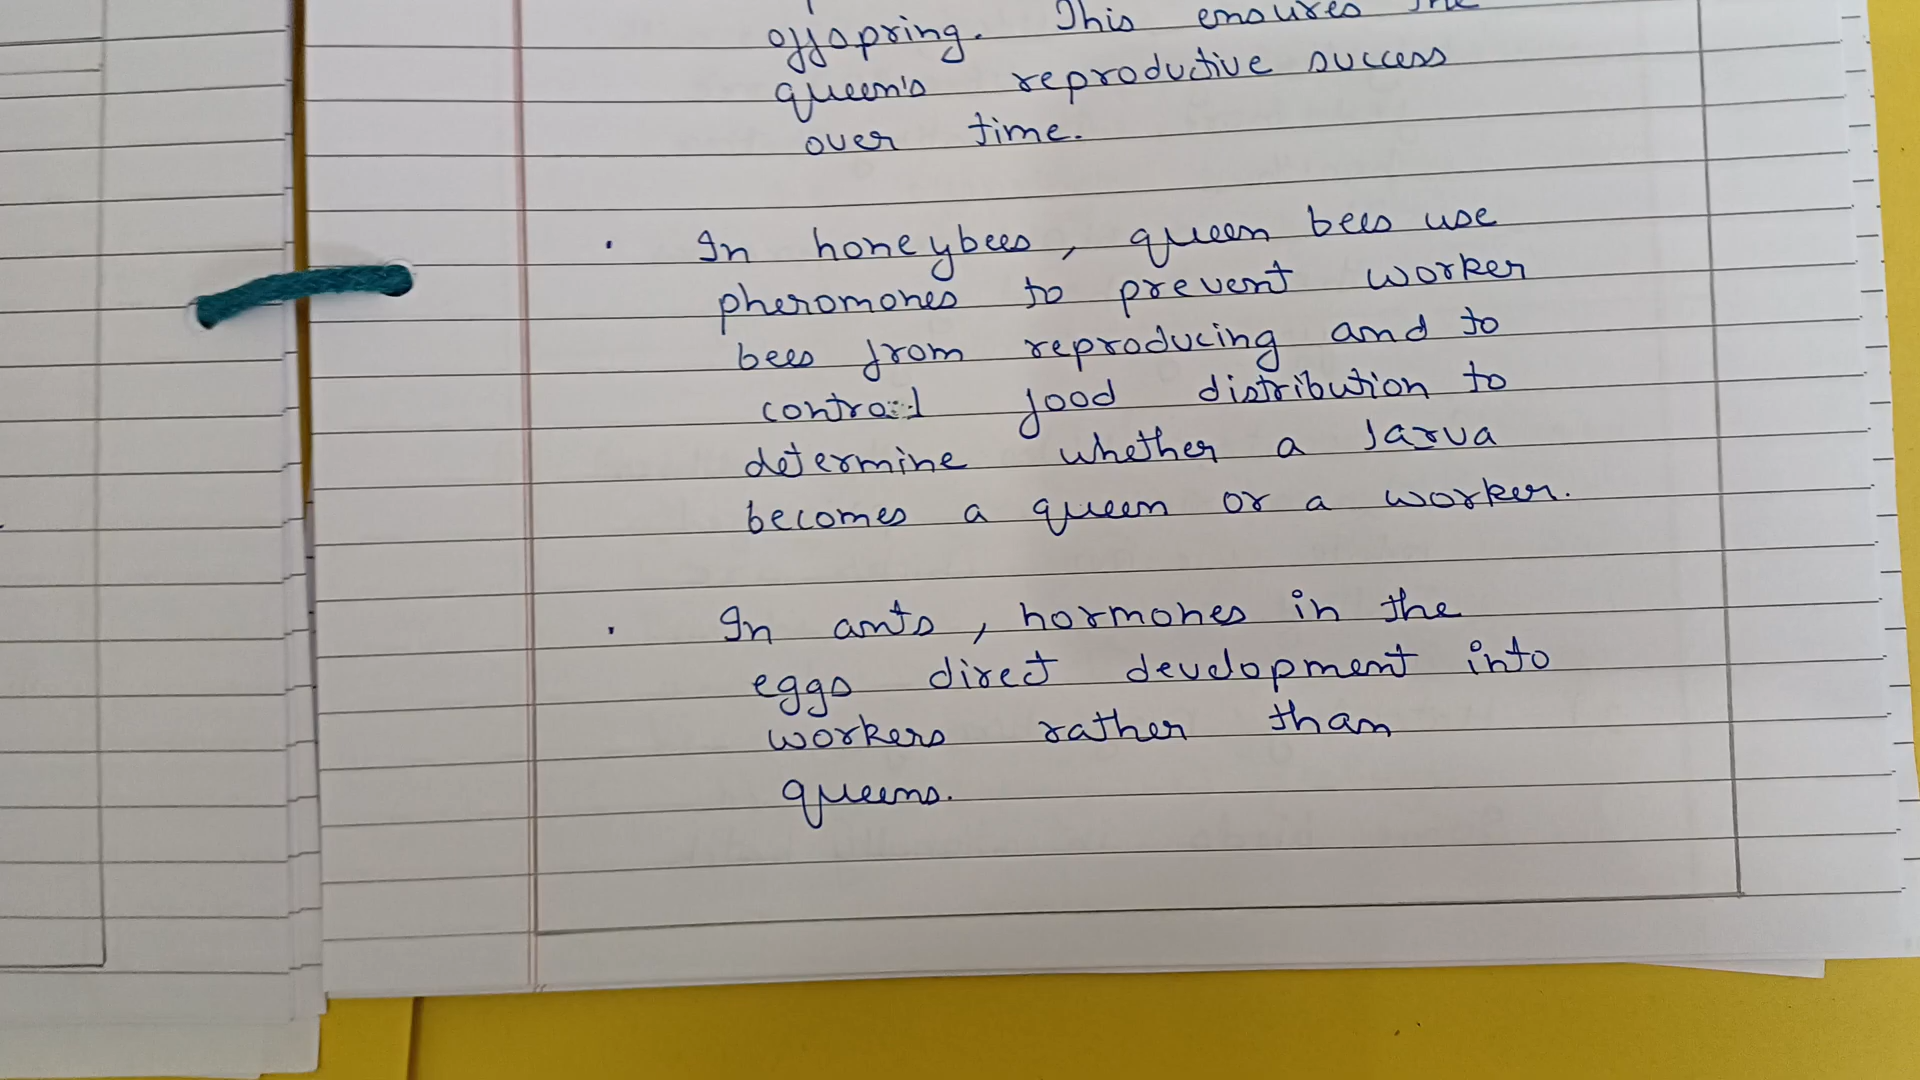 offspring. This ensures the
queen's reproductive success
over time.
. In honeybees, queen bees use
pheromones to prevent worker
bees from reproducing and to
control food distribution to
determine whether a larva
becomes a queen or a worker.
. In ants, hormones in the
eggs direct development into
workers rather than
queens.